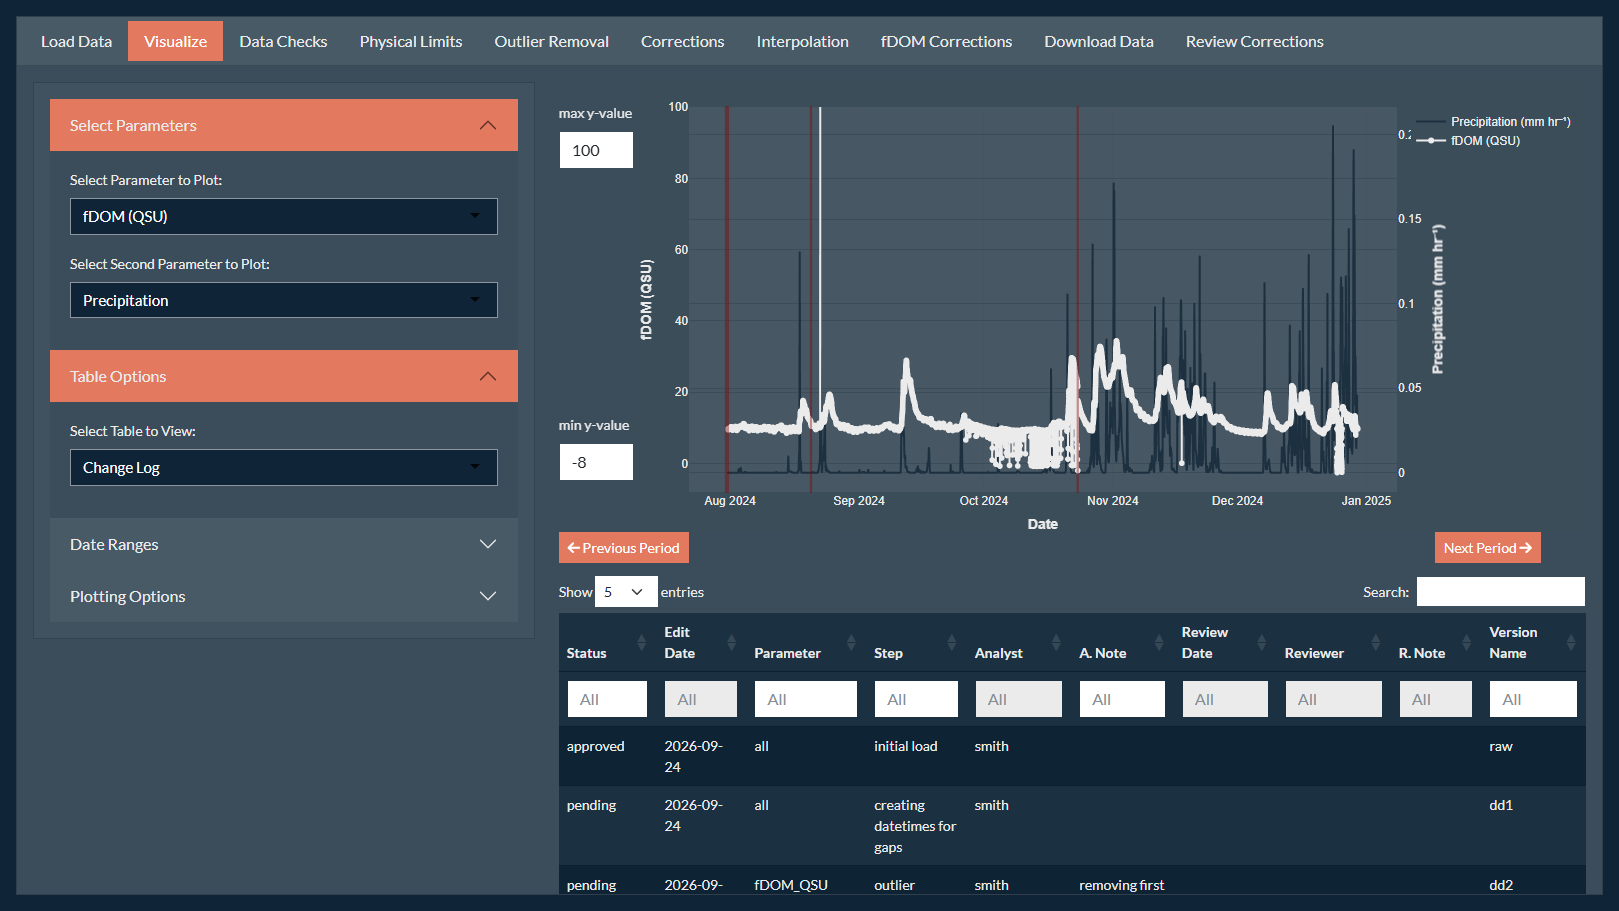 Load Data
Visualize
Data Checks
Physical Limits
Outlier Removal
Corrections
Interpolation
fDOM Corrections
Download Data
Review Corrections
Select Parameters
Select Parameter to Plot:
fDOM (QSU)
Select Second Parameter to Plot:
Precipitation
Table Options
Select Table to View:
Change Log
Date Ranges
Plotting Options
max y-value
100
min y-value
-8
100
80
60
40
20
0
fDOM (QSU)
0.2
0.15
0.1
0.05
0
Precipitation (mm hr⁻¹)
Precipitation (mm hr⁻¹)
fDOM (QSU)
Aug 2024
Sep 2024
Oct 2024
Nov 2024
Dec 2024
Jan 2025
Date
Previous Period
Next Period
Show 5 entries
Search:
Status
Edit Date
Parameter
Step
Analyst
A. Note
Review Date
Reviewer
R. Note
Version Name
All
All
All
All
All
All
All
All
All
All
approved
2026-09-24
all
initial load
smith
raw
pending
2026-09-24
all
creating datetimes for gaps
smith
dd1
pending
2026-09-
fDOM_QSU
outlier
smith
removing first
dd2